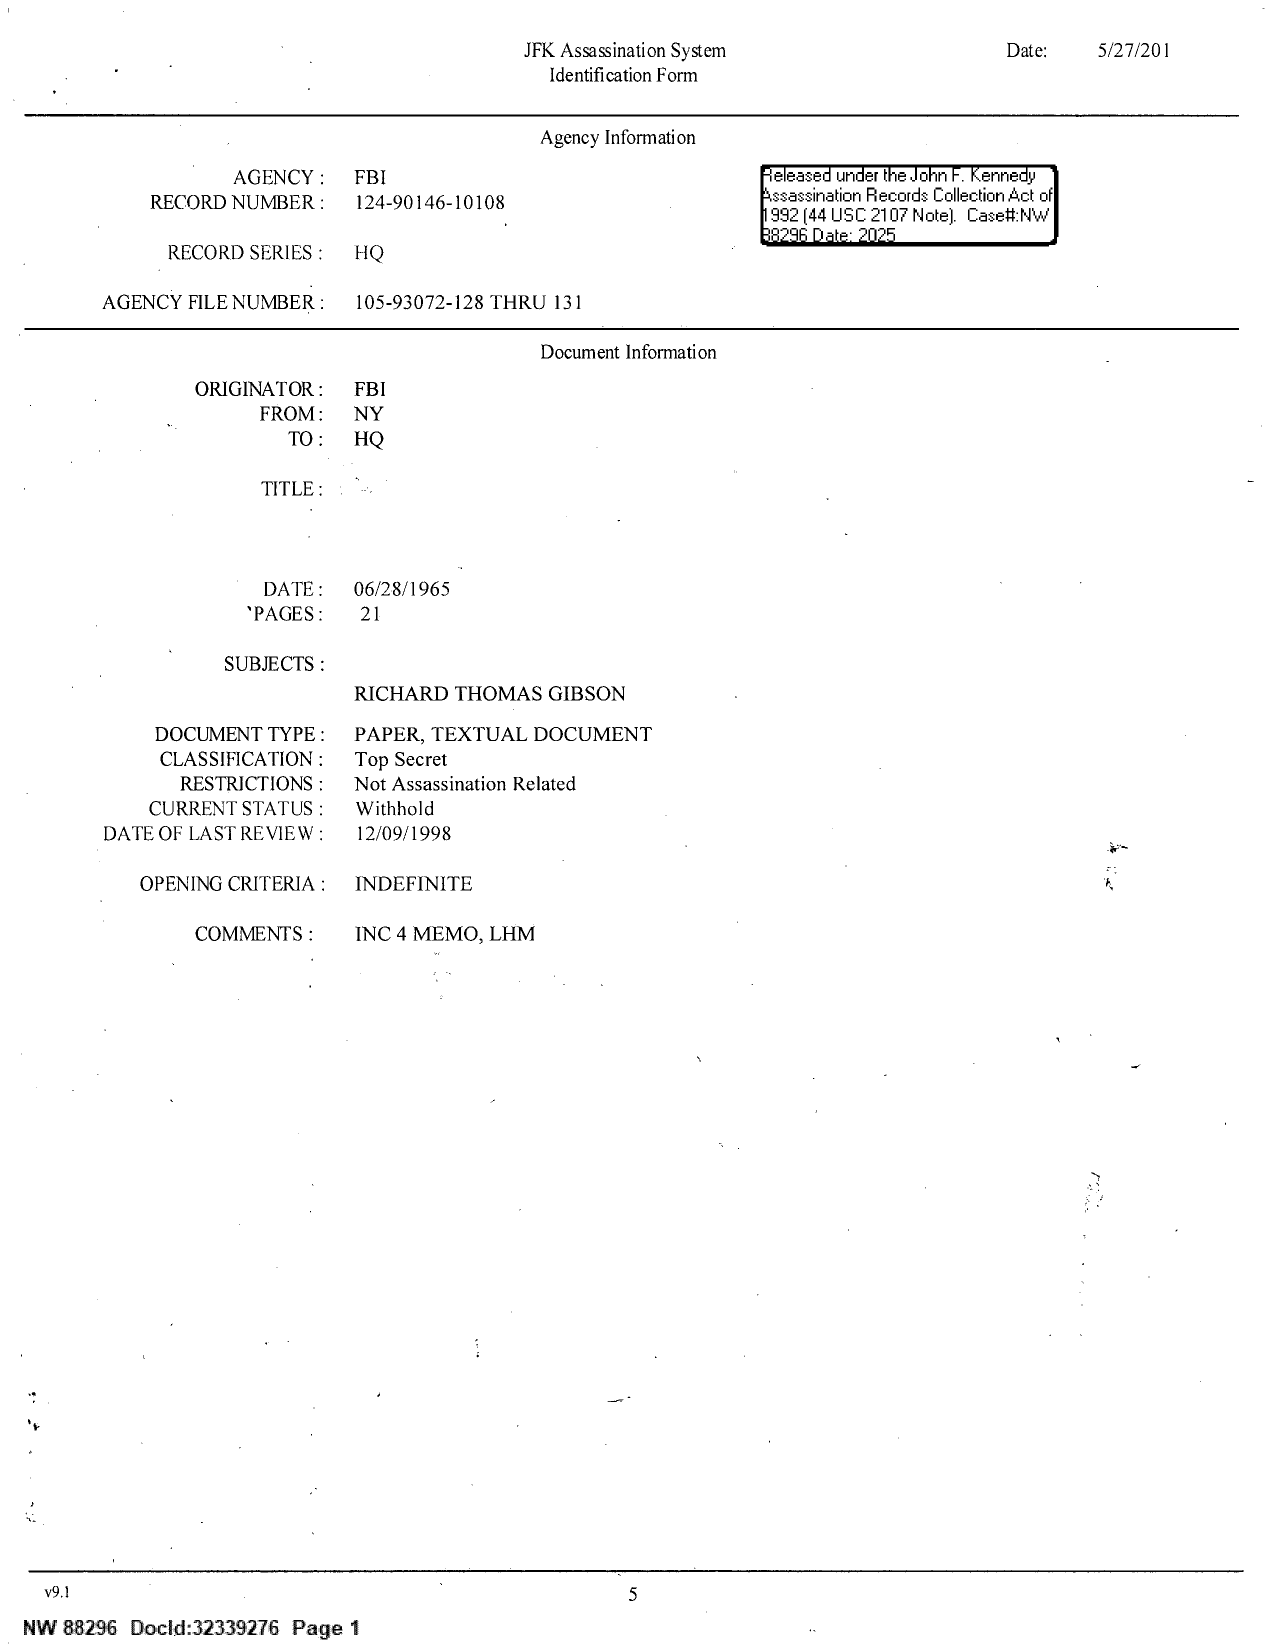 JFK Assassination System
Date: 5/27/201
Identification Form
Agency Information
AGENCY : FBI
RECORD NUMBER : 124-90146-10108
RECORD SERIES : HQ
AGENCY FILE NUMBER : 105-93072-128 THRU 131
Released under the John F. Kennedy
Assassination Records Collection Act of
1992 (44 USC 2107 Note). Case#:NW
88296 Date: 2025
Document Information
ORIGINATOR : FBI
FROM : NY
TO : HQ
TITLE :
DATE : 06/28/1965
PAGES : 21
SUBJECTS :
RICHARD THOMAS GIBSON
DOCUMENT TYPE : PAPER, TEXTUAL DOCUMENT
CLASSIFICATION : Top Secret
RESTRICTIONS : Not Assassination Related
CURRENT STATUS : Withhold
DATE OF LAST REVIEW : 12/09/1998
OPENING CRITERIA : INDEFINITE
COMMENTS : INC 4 MEMO, LHM
v9.1 5
NW 88296 DocId:32339276 Page 1